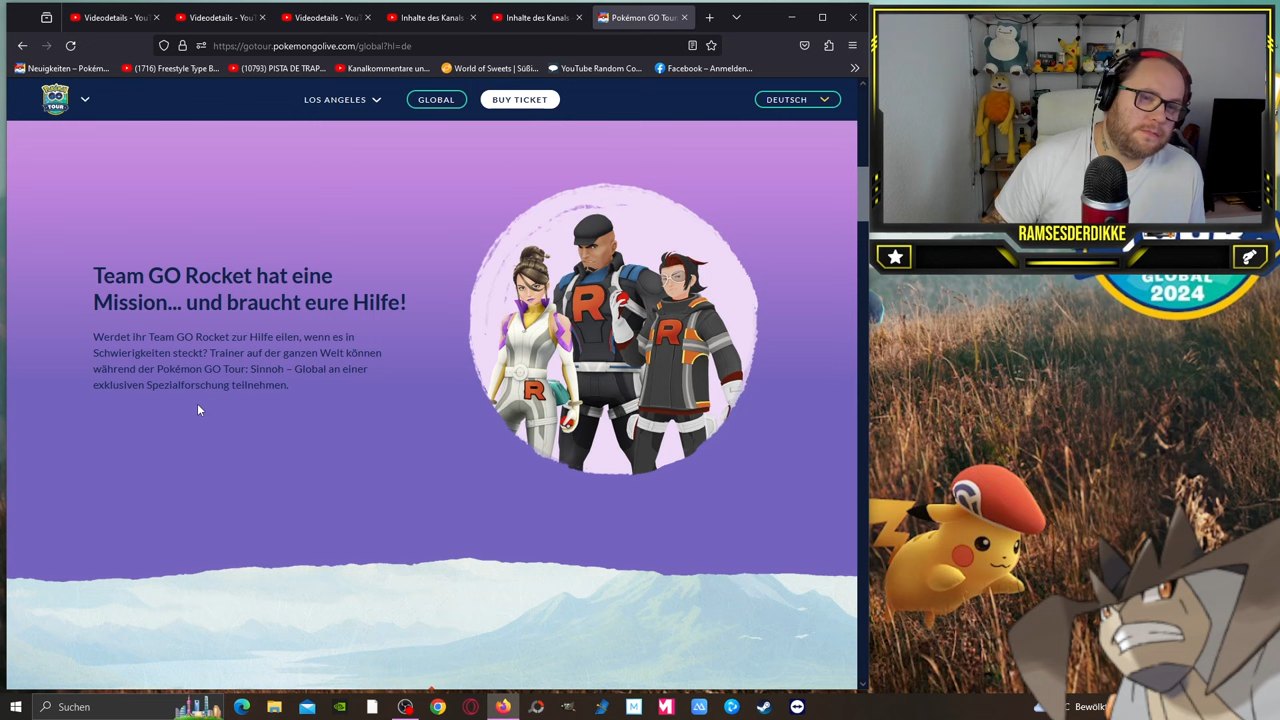 Videodetails - YouT
Videodetails - YouT
Videodetails - YouT
Inhalte des Kanals
Inhalte des Kanals
Pokémon GO Tour
https://gotour.pokemongolive.com/global?hl=de
Neuigkeiten – Pokém...
(1716) Freestyle Type B...
(10793) PISTA DE TRAP...
Kanalkommentare un...
World of Sweets | Süßi...
YouTube Random Co...
Facebook – Anmelden...
LOS ANGELES
GLOBAL
BUY TICKET
DEUTSCH
Team GO Rocket hat eine
Mission... und braucht eure Hilfe!
Werdet ihr Team GO Rocket zur Hilfe eilen, wenn es in
Schwierigkeiten steckt? Trainer auf der ganzen Welt können
während der Pokémon GO Tour: Sinnoh – Global an einer
exklusiven Spezialforschung teilnehmen.
R
R
R
RAMSESDERDIKKE
GLOBAL
2024
Suchen
C Bewölk